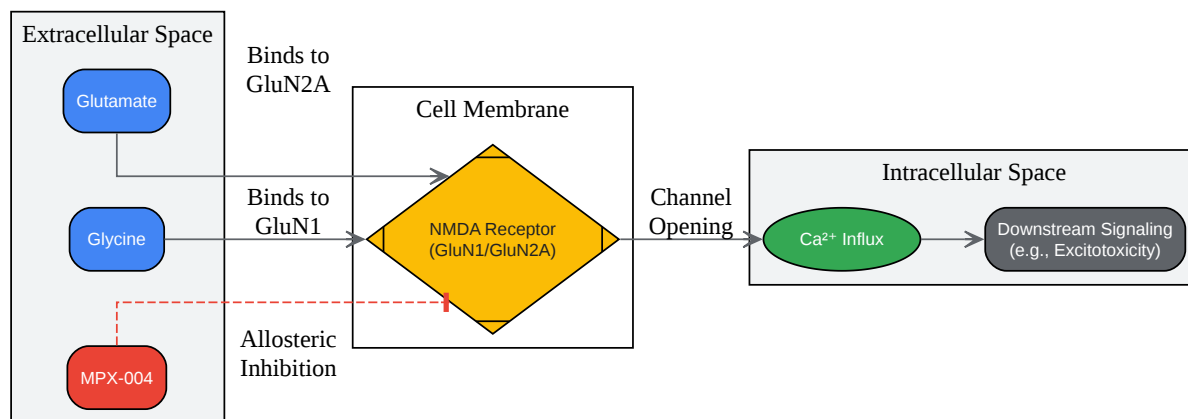 Extracellular Space
Glutamate
Binds to
GluN2A
Cell Membrane
Glycine
Binds to
GluN1
NMDA Receptor
(GluN1/GluN2A)
Channel
Opening
Intracellular Space
Ca²⁺ Influx
Downstream Signaling
(e.g., Excitotoxicity)
MPX-004
Allosteric
Inhibition